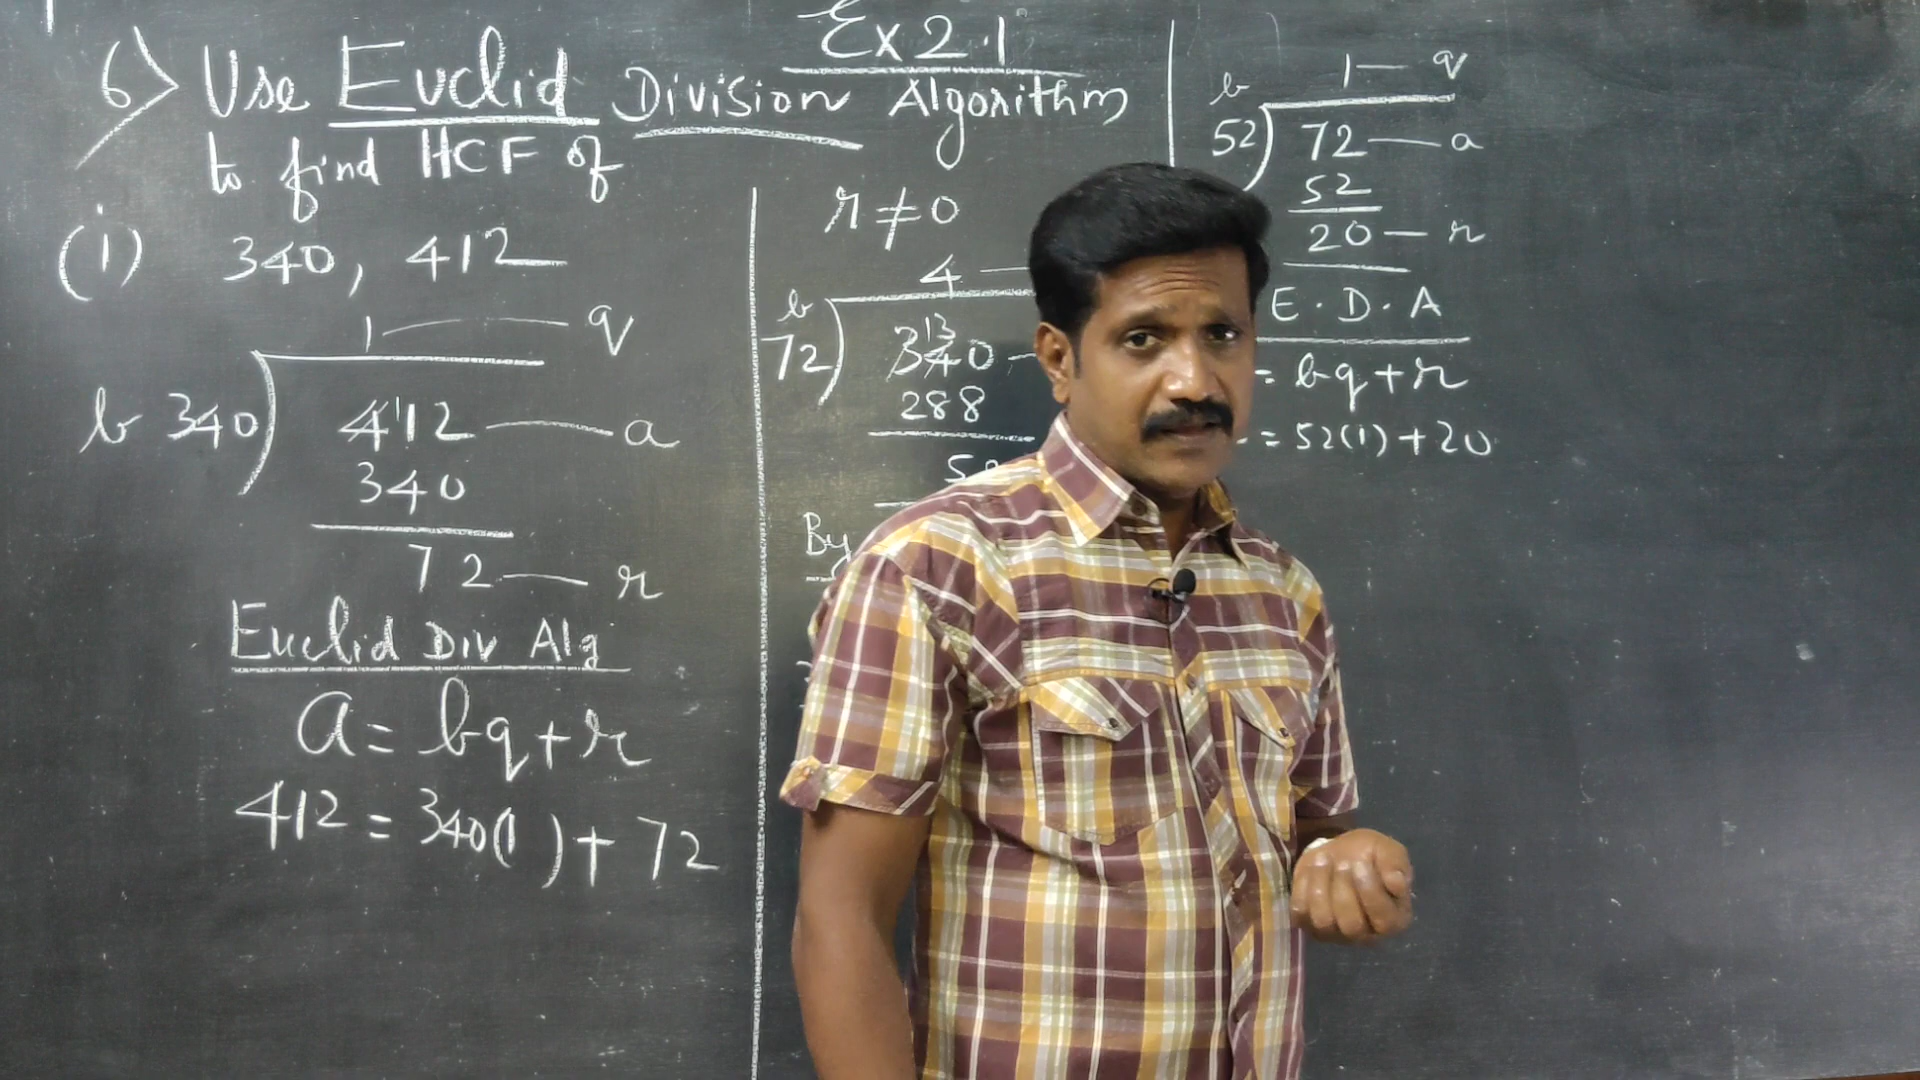 Ex 2.1
6) Use Euclid Division Algorithm
to find HCF of
(i) 340, 412
1 — q
b 340) 412 — a
340
72 — r
Euclid Div Alg
a = bq + r
412 = 340(1) + 72
r ≠ 0
4 —
b
72) 340 —
13
288
By
1 — q
b
52) 72 — a
52
20 — r
E.D.A
= bq + r
= 52(1) + 20